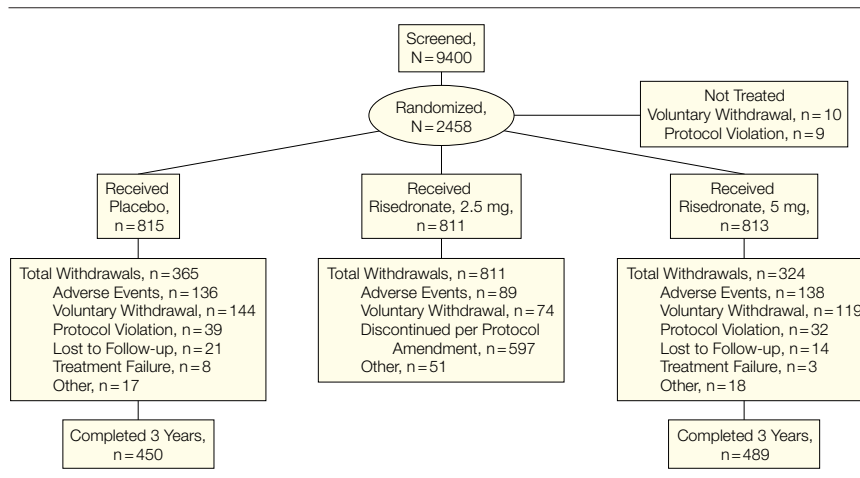 Screened,
N=9400
Randomized,
N=2458
Not Treated
Voluntary Withdrawal, n=10
Protocol Violation, n=9
Received
Placebo,
n=815
Received
Risedronate, 2.5 mg,
n=811
Received
Risedronate, 5 mg,
n=813
Total Withdrawals, n=365
Adverse Events, n=136
Voluntary Withdrawal, n=144
Protocol Violation, n=39
Lost to Follow-up, n=21
Treatment Failure, n=8
Other, n=17
Total Withdrawals, n=811
Adverse Events, n=89
Voluntary Withdrawal, n=74
Discontinued per Protocol
Amendment, n=597
Other, n=51
Total Withdrawals, n=324
Adverse Events, n=138
Voluntary Withdrawal, n=119
Protocol Violation, n=32
Lost to Follow-up, n=14
Treatment Failure, n=3
Other, n=18
Completed 3 Years,
n=450
Completed 3 Years,
n=489